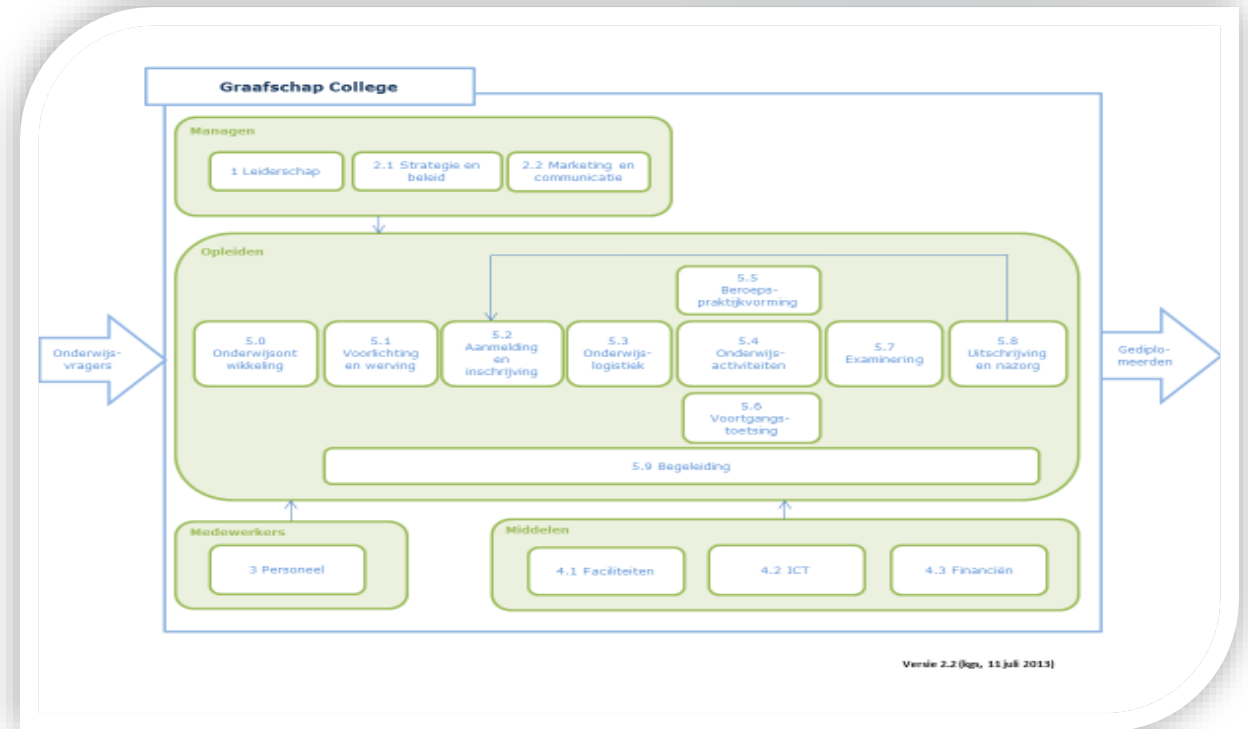 Graafschap College
Managen
1 Leiderschap
2.1 Strategie en
beleid
2.2 Marketing en
communicatie
Opleiden
5.5
Beroeps-
praktijkvorming
Onderwijs-
vragers
5.0
Onderwijsont
wikkeling
5.1
Voorlichting
en werving
5.2
Aanmelding
en
inschrijving
5.3
Onderwijs-
logistiek
5.4
Onderwijs-
activiteiten
5.7
Examinering
5.8
Uitschrijving
en nazorg
Gediplo-
meerden
5.6
Voortgangs-
toetsing
5.9 Begeleiding
Medewerkers
3 Personeel
Middelen
4.1 Faciliteiten
4.2 ICT
4.3 Financiën
Versie 2.2 (kgs, 11 juli 2013)